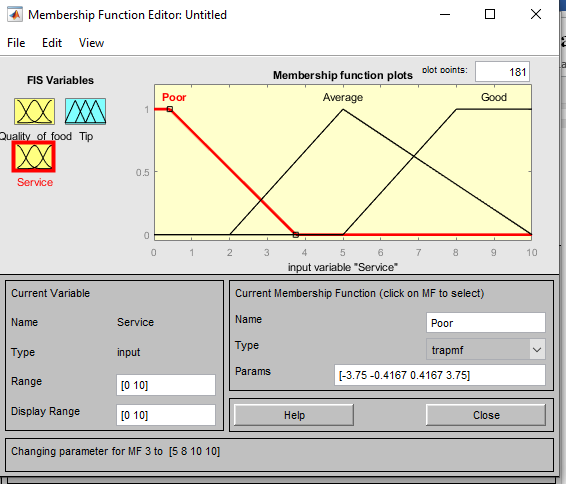 Membership Function Editor: Untitled
File Edit View
FIS Variables
Quality of food Tip
Service
Membership function plots plot points: 181
Poor Average Good
1
0.5
0
0 1 2 3 4 5 6 7 8 9 10
input variable "Service"
Current Variable
Name Service
Type input
Range [0 10]
Display Range [0 10]
Current Membership Function (click on MF to select)
Name Poor
Type trapmf
Params [-3.75 -0.4167 0.4167 3.75]
Help Close
Changing parameter for MF 3 to [5 8 10 10]